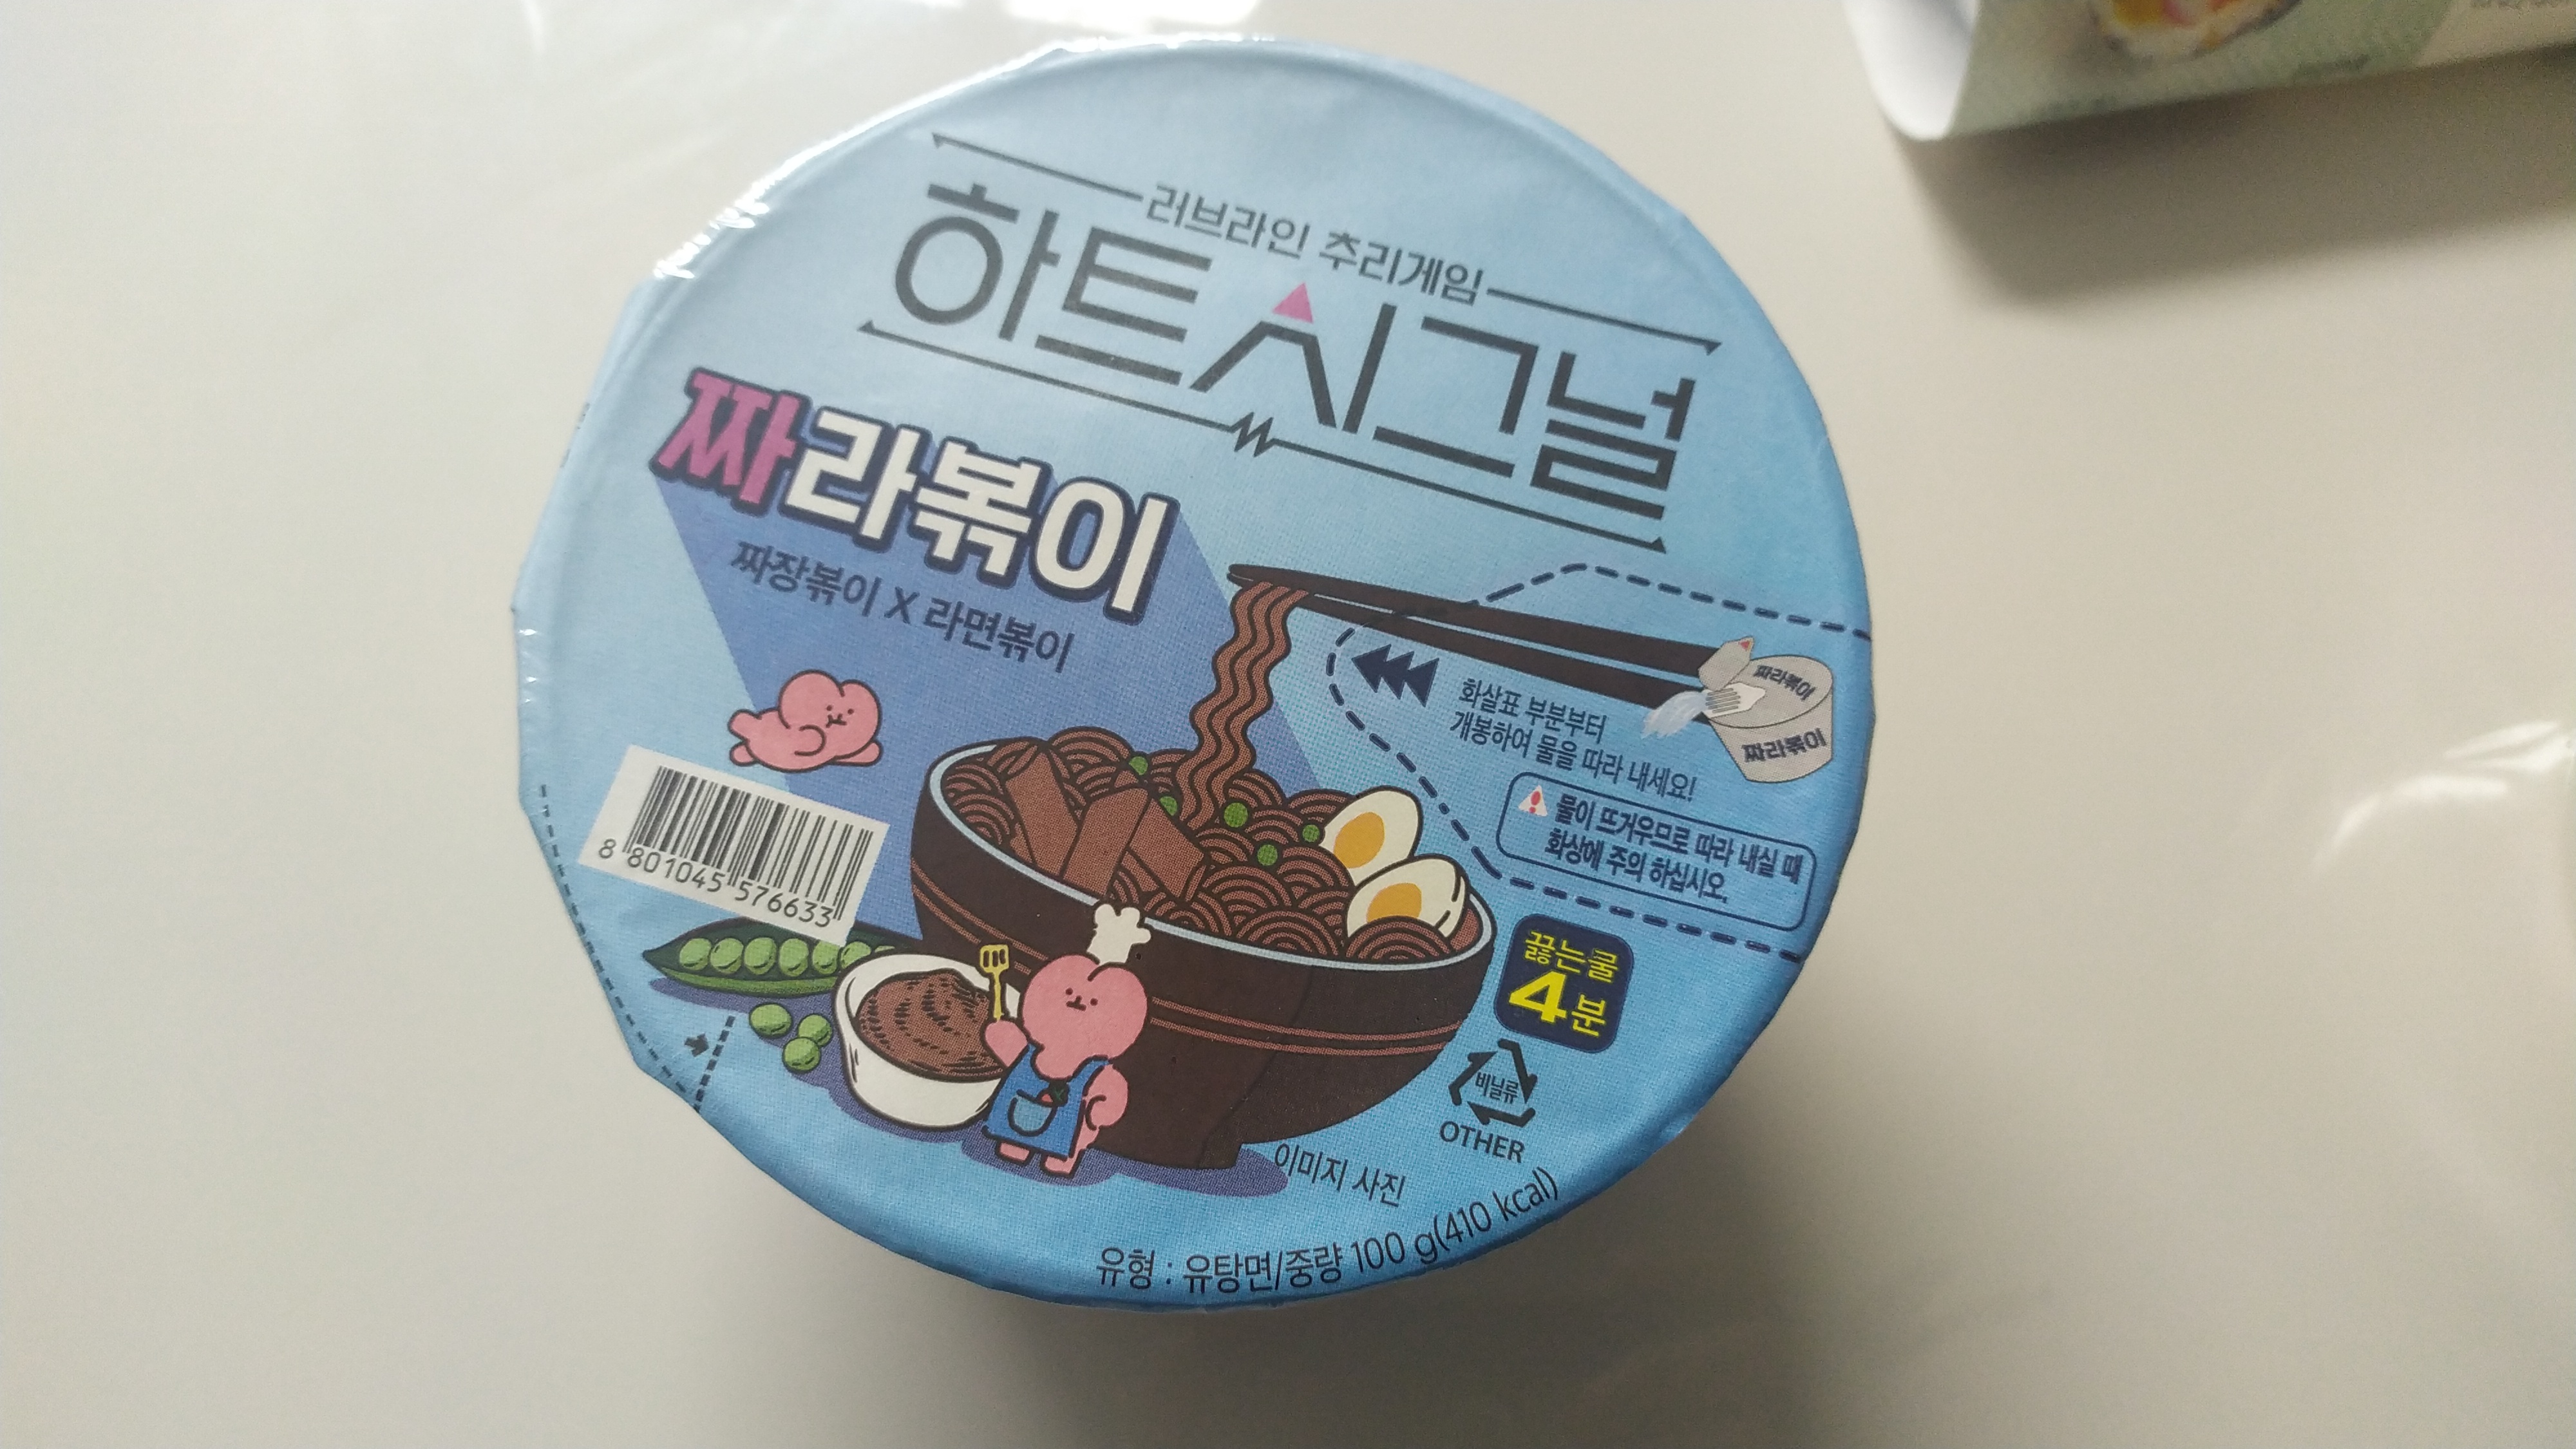 러브라인 추리게임
하트시그널
짜라볶이
짜장볶이 X 라면볶이
화살표 부분부터
개봉하여 물을 따라 내세요!
짜라볶이
짜라볶이
물이 뜨거우므로 따라 내실 때
화상에 주의 하십시오.
8 801045 576633
끓는물
4분
비닐류
OTHER
이미지 사진
유형 : 유탕면/중량 100 g(410 kcal)